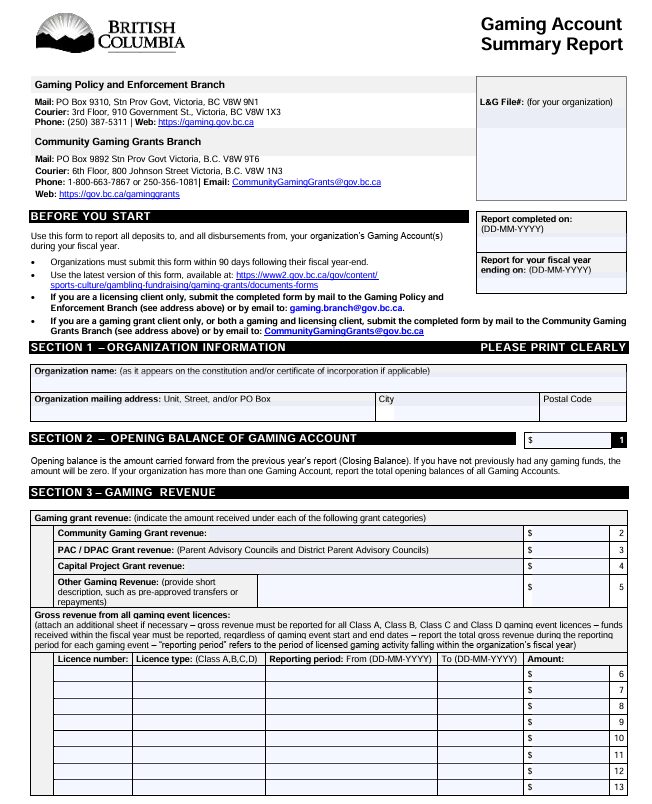 BRITISH
COLUMBIA
Gaming Account
Summary Report
Gaming Policy and Enforcement Branch
Mail: PO Box 9310, Stn Prov Govt, Victoria, BC V8W 9N1
Courier: 3rd Floor, 910 Government St., Victoria, BC V8W 1X3
Phone: (250) 387-5311 | Web: https://gaming.gov.bc.ca
L&G File#: (for your organization)
Community Gaming Grants Branch
Mail: PO Box 9892 Stn Prov Govt Victoria, B.C. V8W 9T6
Courier: 6th Floor, 800 Johnson Street Victoria, B.C. V8W 1N3
Phone: 1-800-663-7867 or 250-356-1081| Email: CommunityGamingGrants@gov.bc.ca
Web: https://gov.bc.ca/gaminggrants
BEFORE YOU START
Use this form to report all deposits to, and all disbursements from, your organization's Gaming Account(s)
during your fiscal year.
• Organizations must submit this form within 90 days following their fiscal year-end.
• Use the latest version of this form, available at: https://www2.gov.bc.ca/gov/content/
sports-culture/gambling-fundraising/gaming-grants/documents-forms
• If you are a licensing client only, submit the completed form by mail to the Gaming Policy and
Enforcement Branch (see address above) or by email to: gaming.branch@gov.bc.ca.
• If you are a gaming grant client only, or both a gaming and licensing client, submit the completed form by mail to the Community Gaming
Grants Branch (see address above) or by email to: CommunityGamingGrants@gov.bc.ca
Report completed on:
(DD-MM-YYYY)
Report for your fiscal year
ending on: (DD-MM-YYYY)
SECTION 1 – ORGANIZATION INFORMATION PLEASE PRINT CLEARLY
Organization name: (as it appears on the constitution and/or certificate of incorporation if applicable)
Organization mailing address: Unit, Street, and/or PO Box City Postal Code
SECTION 2 – OPENING BALANCE OF GAMING ACCOUNT $ 1
Opening balance is the amount carried forward from the previous year's report (Closing Balance). If you have not previously had any gaming funds, the
amount will be zero. If your organization has more than one Gaming Account, report the total opening balances of all Gaming Accounts.
SECTION 3 – GAMING REVENUE
Gaming grant revenue: (indicate the amount received under each of the following grant categories)
Community Gaming Grant revenue: $ 2
PAC / DPAC Grant revenue: (Parent Advisory Councils and District Parent Advisory Councils) $ 3
Capital Project Grant revenue: $ 4
Other Gaming Revenue: (provide short
description, such as pre-approved transfers or
repayments)
$ 5
Gross revenue from all gaming event licences:
(attach an additional sheet if necessary – gross revenue must be reported for all Class A, Class B, Class C and Class D gaming event licences – funds
received within the fiscal year must be reported, regardless of gaming event start and end dates – report the total gross revenue during the reporting
period for each gaming event – "reporting period" refers to the period of licensed gaming activity falling within the organization's fiscal year)
Licence number: Licence type: (Class A,B,C,D) Reporting period: From (DD-MM-YYYY) To (DD-MM-YYYY) Amount:
$ 6
$ 7
$ 8
$ 9
$ 10
$ 11
$ 12
$ 13